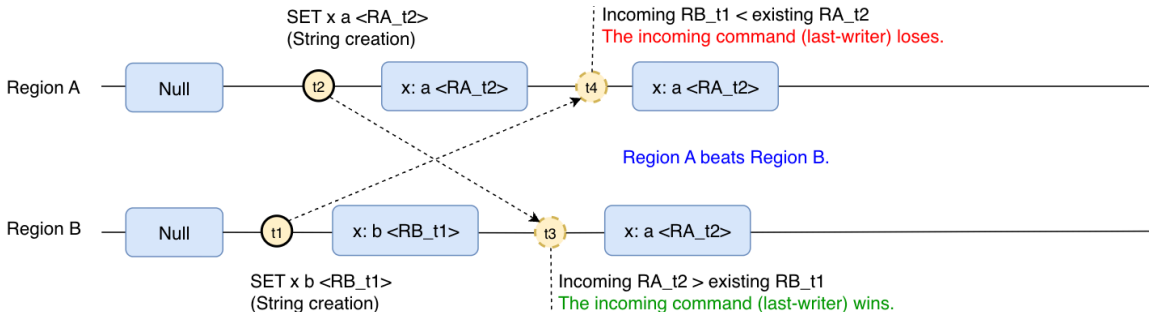 SET x a <RA_t2>
(String creation)
Incoming RB_t1 < existing RA_t2
The incoming command (last-writer) loses.
Region A
Null
t2
x: a <RA_t2>
t4
x: a <RA_t2>
Region A beats Region B.
Region B
Null
t1
x: b <RB_t1>
t3
x: a <RA_t2>
SET x b <RB_t1>
(String creation)
Incoming RA_t2 > existing RB_t1
The incoming command (last-writer) wins.